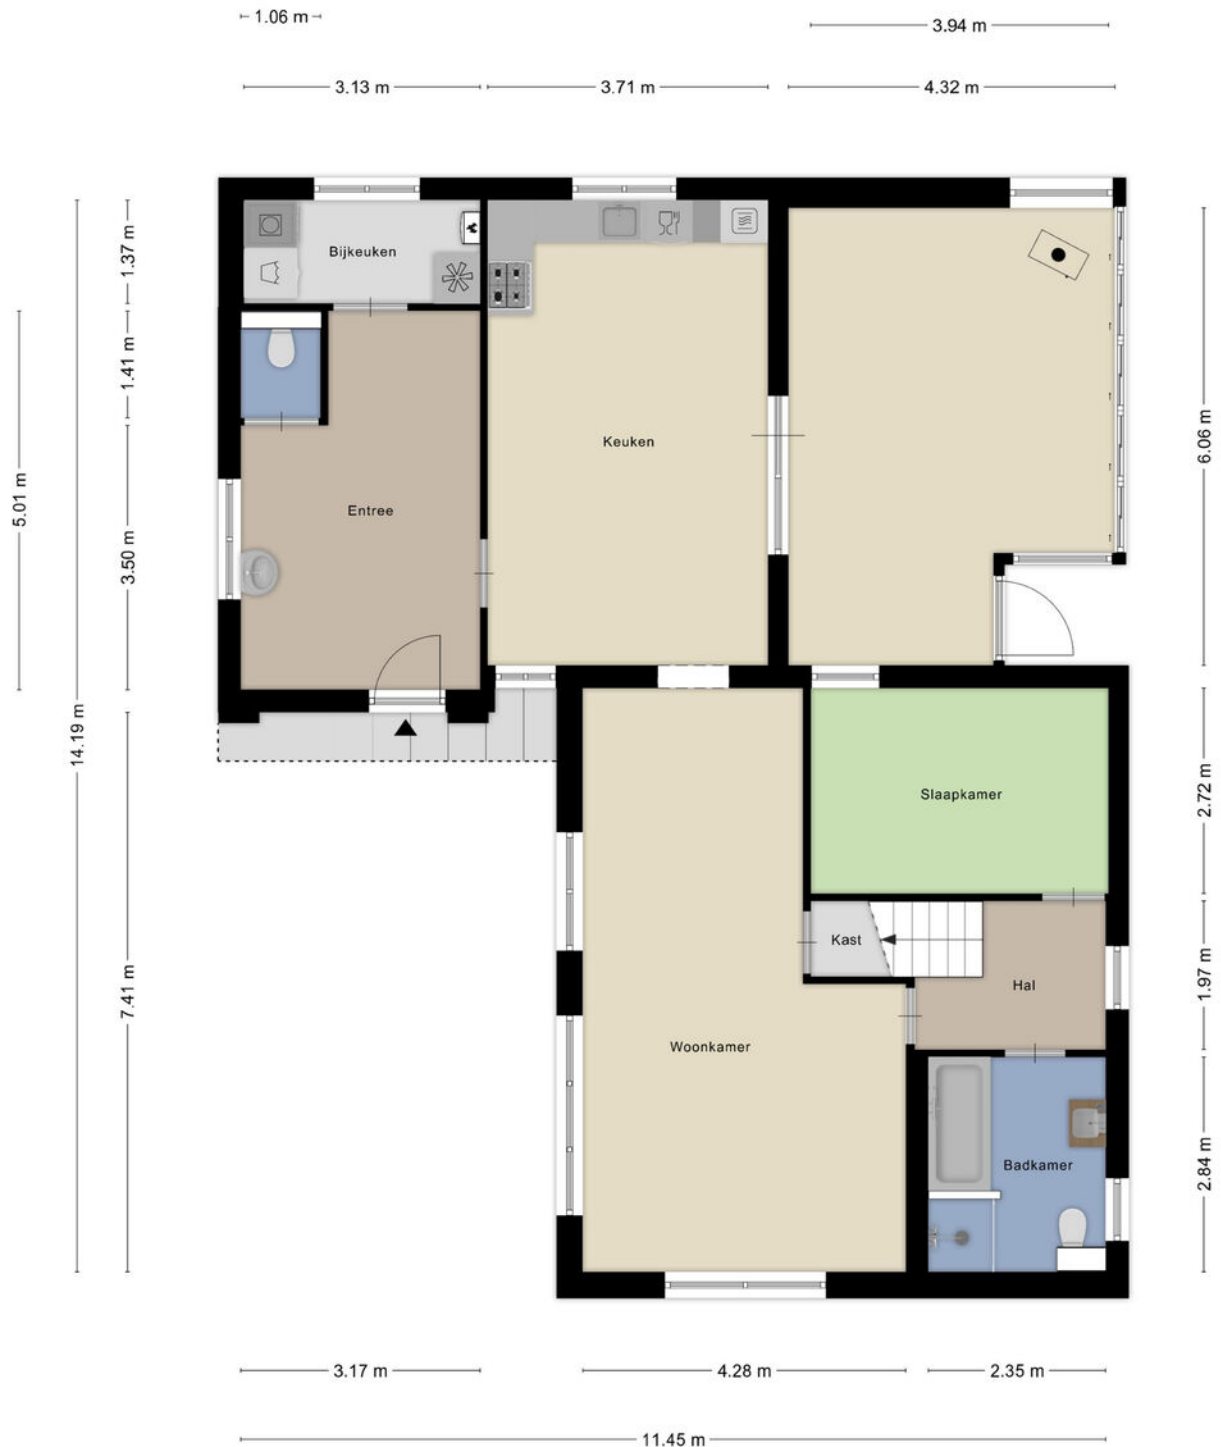 1.06 m
3.94 m
3.13 m
3.71 m
4.32 m
1.37 m
Bijkeuken
1.41 m
5.01 m
Keuken
6.06 m
Entree
3.50 m
14.19 m
2.72 m
Slaapkamer
Kast
7.41 m
1.97 m
Hal
Woonkamer
2.84 m
Badkamer
3.17 m
4.28 m
2.35 m
11.45 m